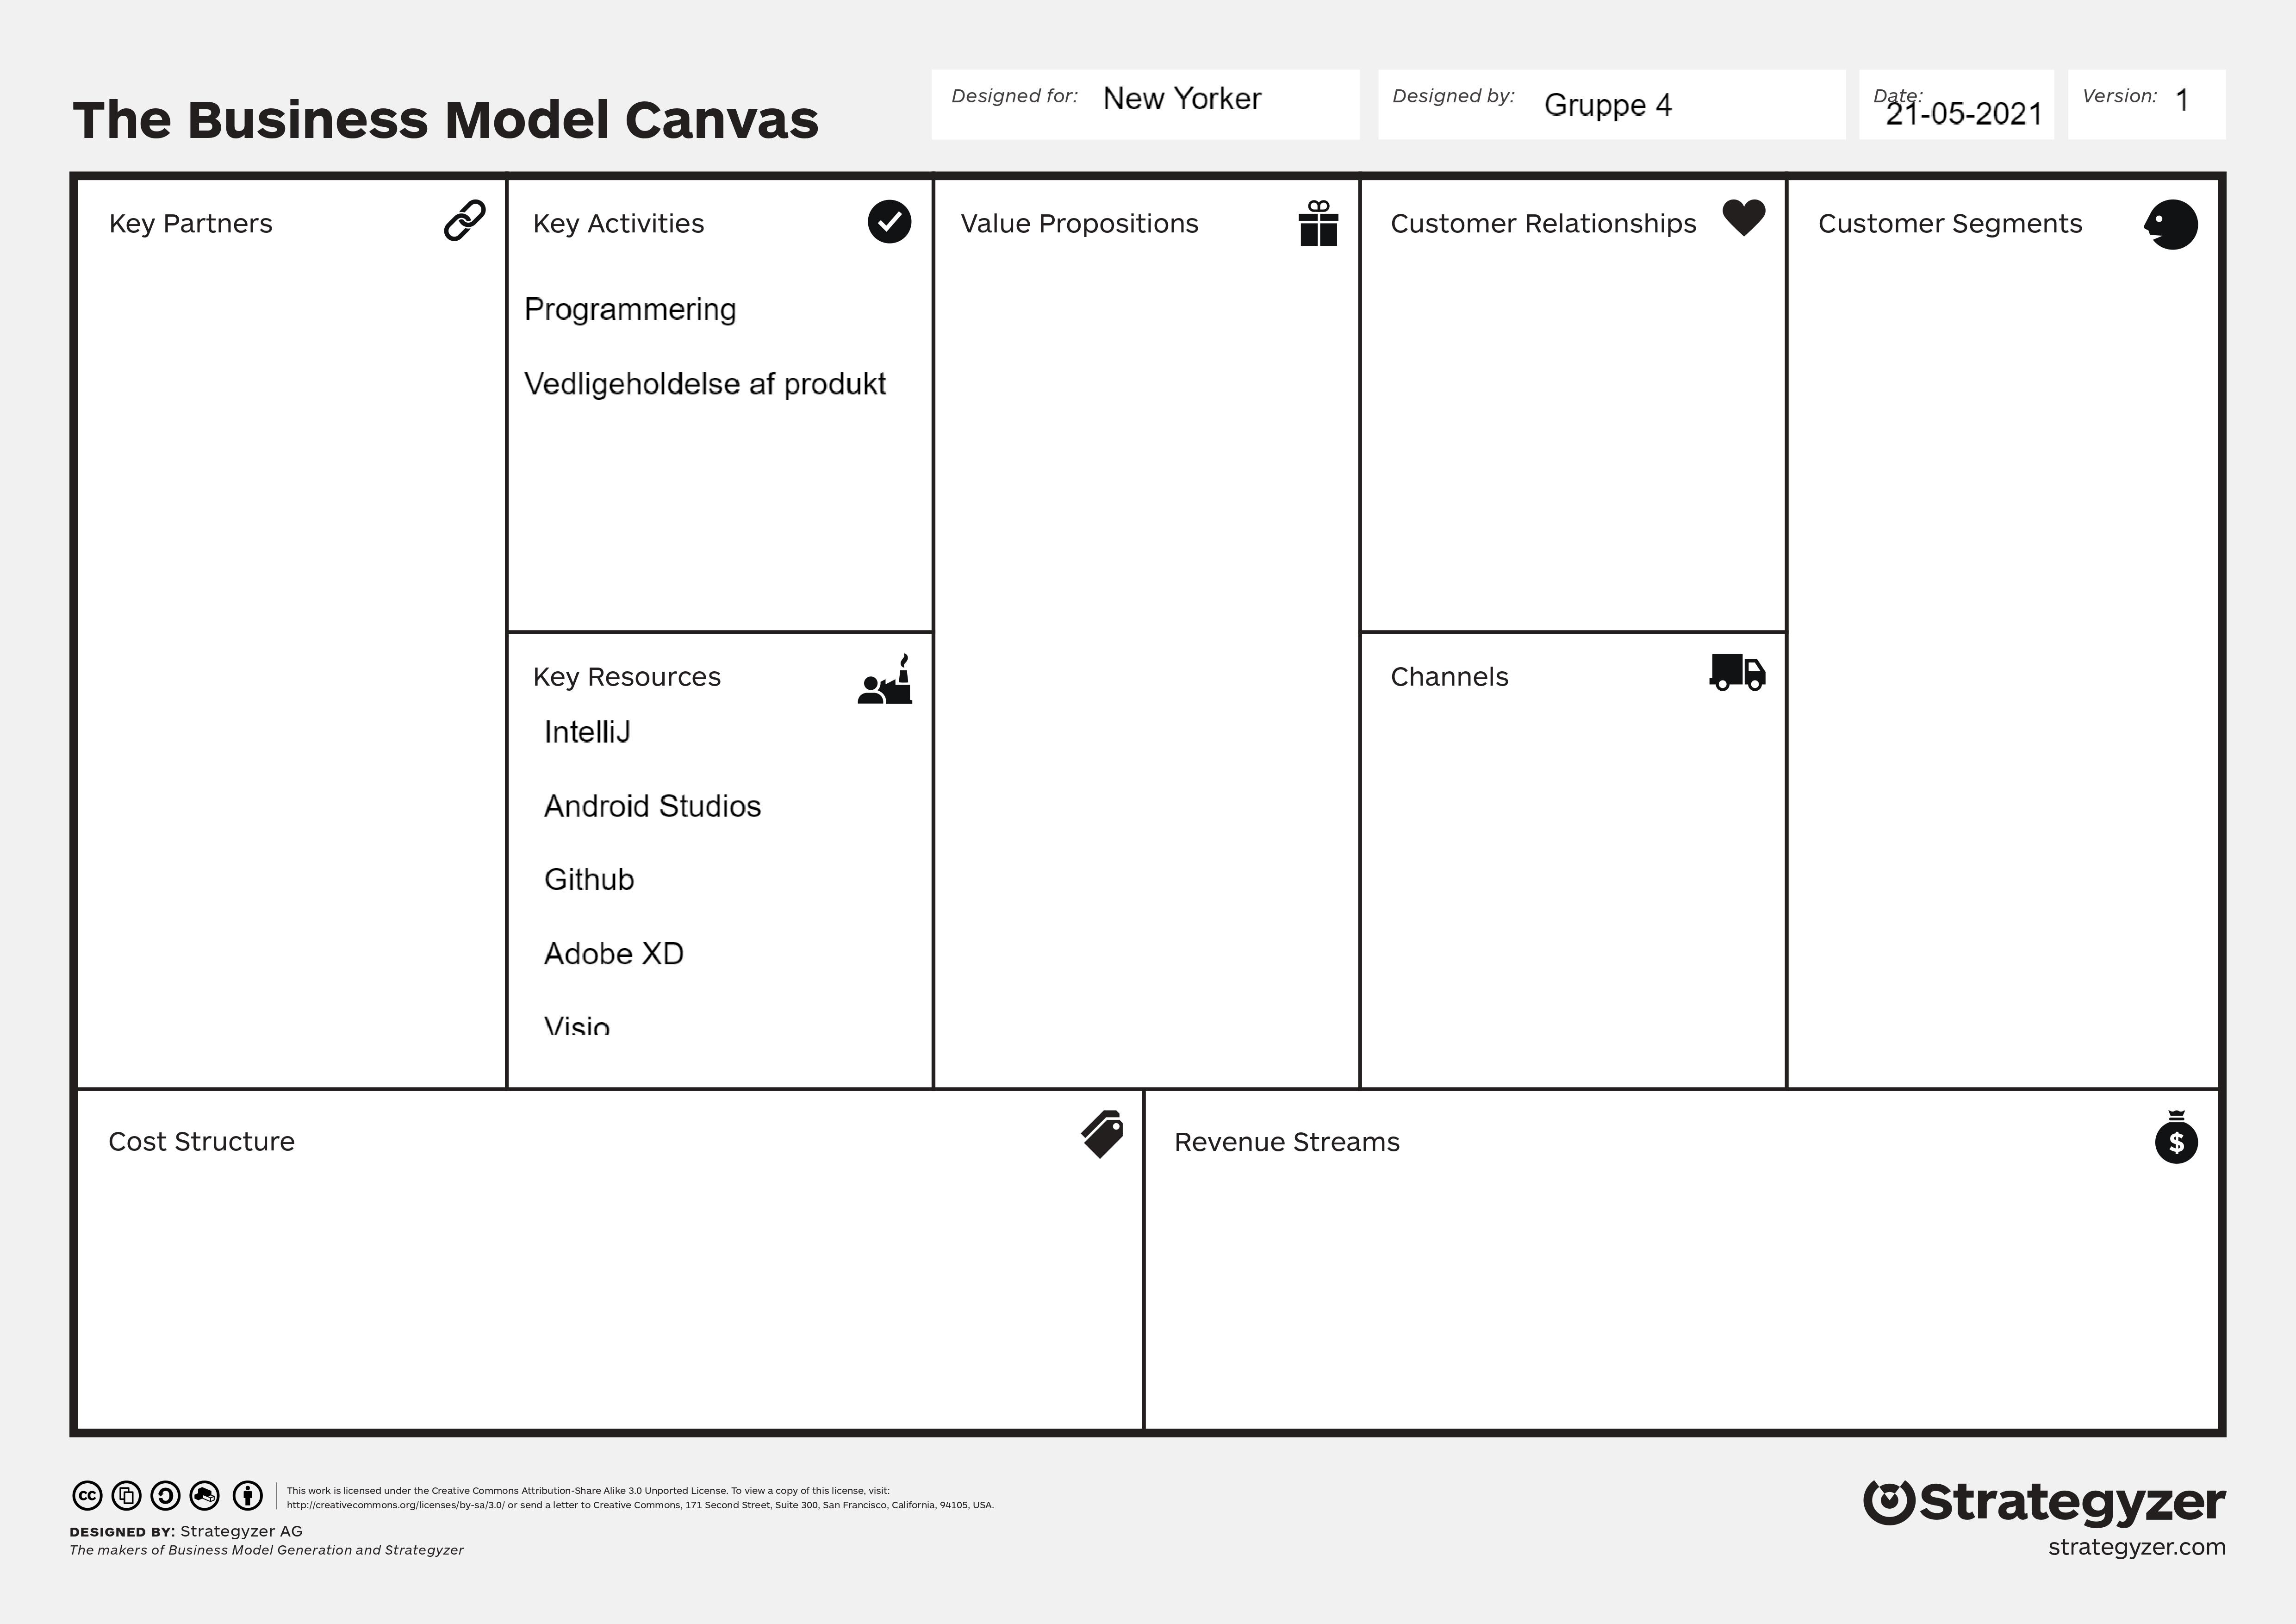 The Business Model Canvas
Designed for: New Yorker
Designed by: Gruppe 4
Date: 21-05-2021
Version: 1
Key Partners
Key Activities
Programmering
Vedligeholdelse af produkt
Key Resources
IntelliJ
Android Studios
Github
Adobe XD
Visio
Value Propositions
Customer Relationships
Channels
Customer Segments
Cost Structure
Revenue Streams
$
cc
This work is licensed under the Creative Commons Attribution-Share Alike 3.0 Unported License. To view a copy of this license, visit:
http://creativecommons.org/licenses/by-sa/3.0/ or send a letter to Creative Commons, 171 Second Street, Suite 300, San Francisco, California, 94105, USA.
DESIGNED BY: Strategyzer AG
The makers of Business Model Generation and Strategyzer
Strategyzer
strategyzer.com